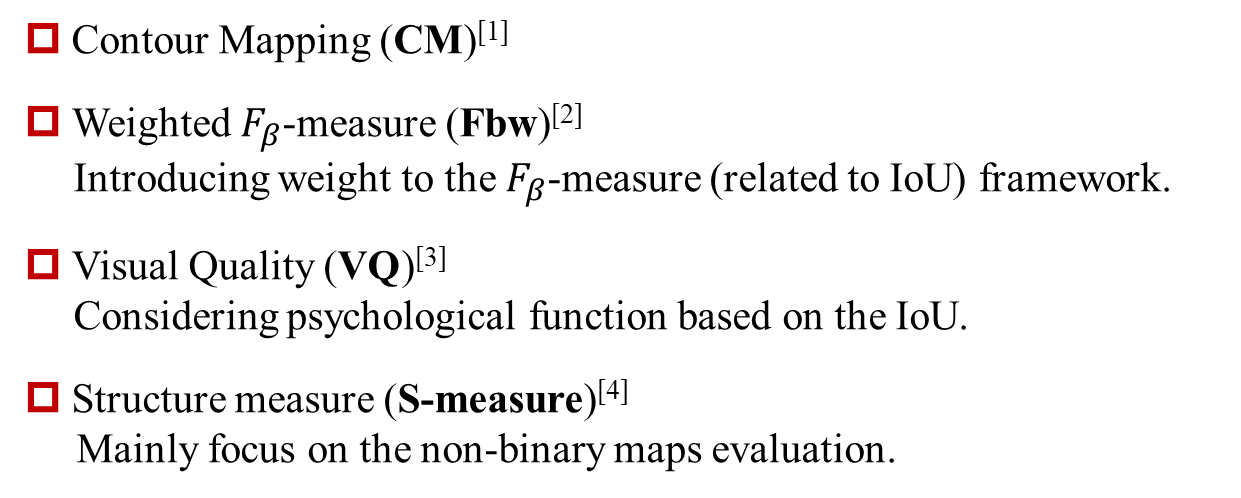 Contour Mapping (CM)[1]
Weighted Fβ-measure (Fbw)[2]
Introducing weight to the Fβ-measure (related to IoU) framework.
Visual Quality (VQ)[3]
Considering psychological function based on the IoU.
Structure measure (S-measure)[4]
Mainly focus on the non-binary maps evaluation.